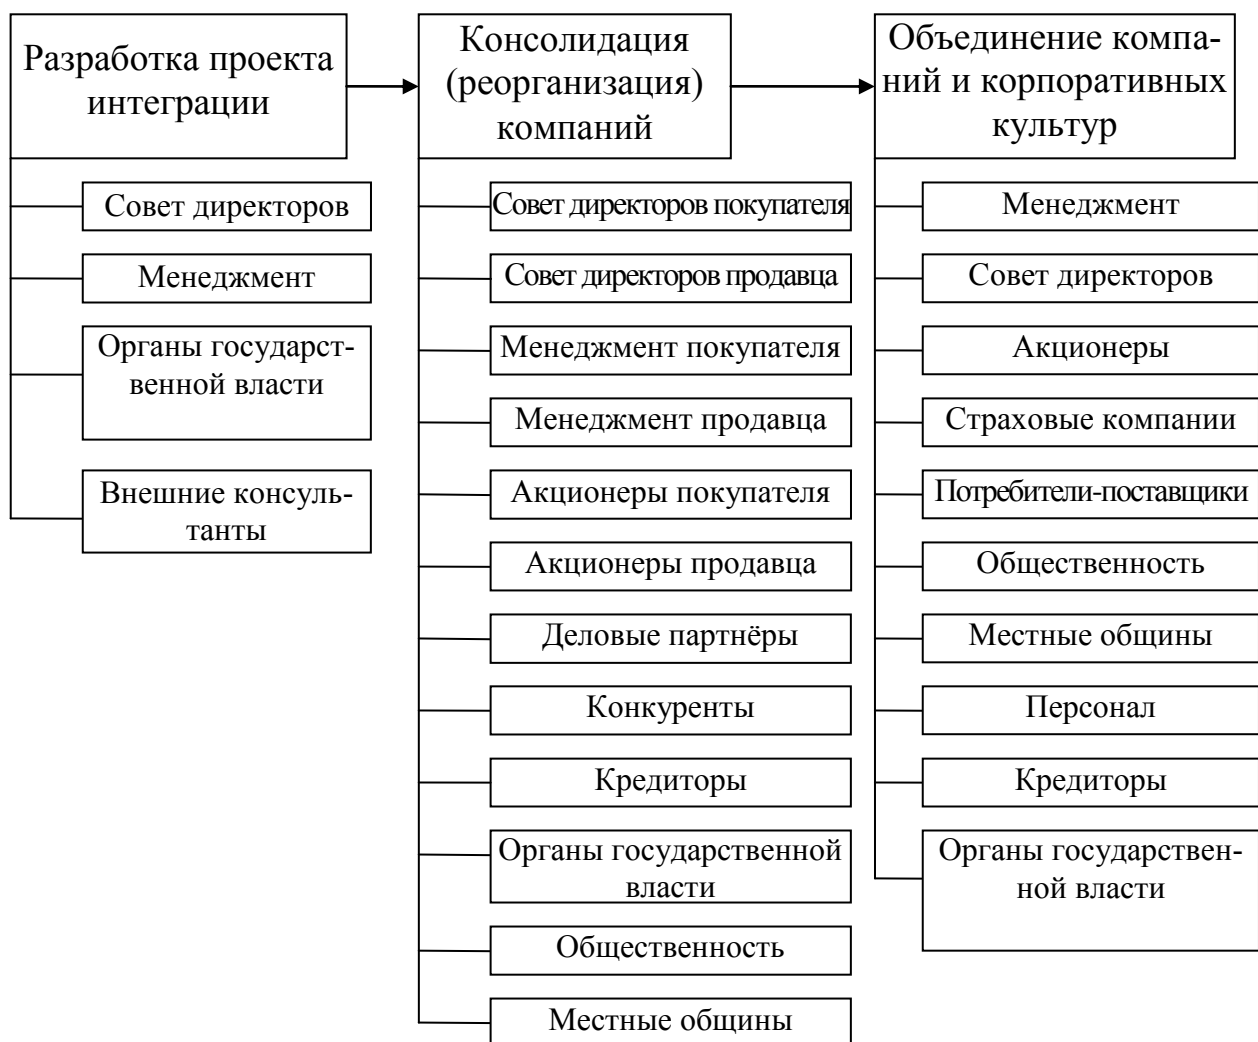 Разработка проекта
интеграции
Совет директоров
Менеджмент
Органы государст-
венной власти
Внешние консуль-
танты
Консолидация
(реорганизация)
компаний
Совет директоров покупателя
Совет директоров продавца
Менеджмент покупателя
Менеджмент продавца
Акционеры покупателя
Акционеры продавца
Деловые партнёры
Конкуренты
Кредиторы
Органы государственной
власти
Общественность
Местные общины
Объединение компа-
ний и корпоративных
культур
Менеджмент
Совет директоров
Акционеры
Страховые компании
Потребители-поставщики
Общественность
Местные общины
Персонал
Кредиторы
Органы государствен-
ной власти